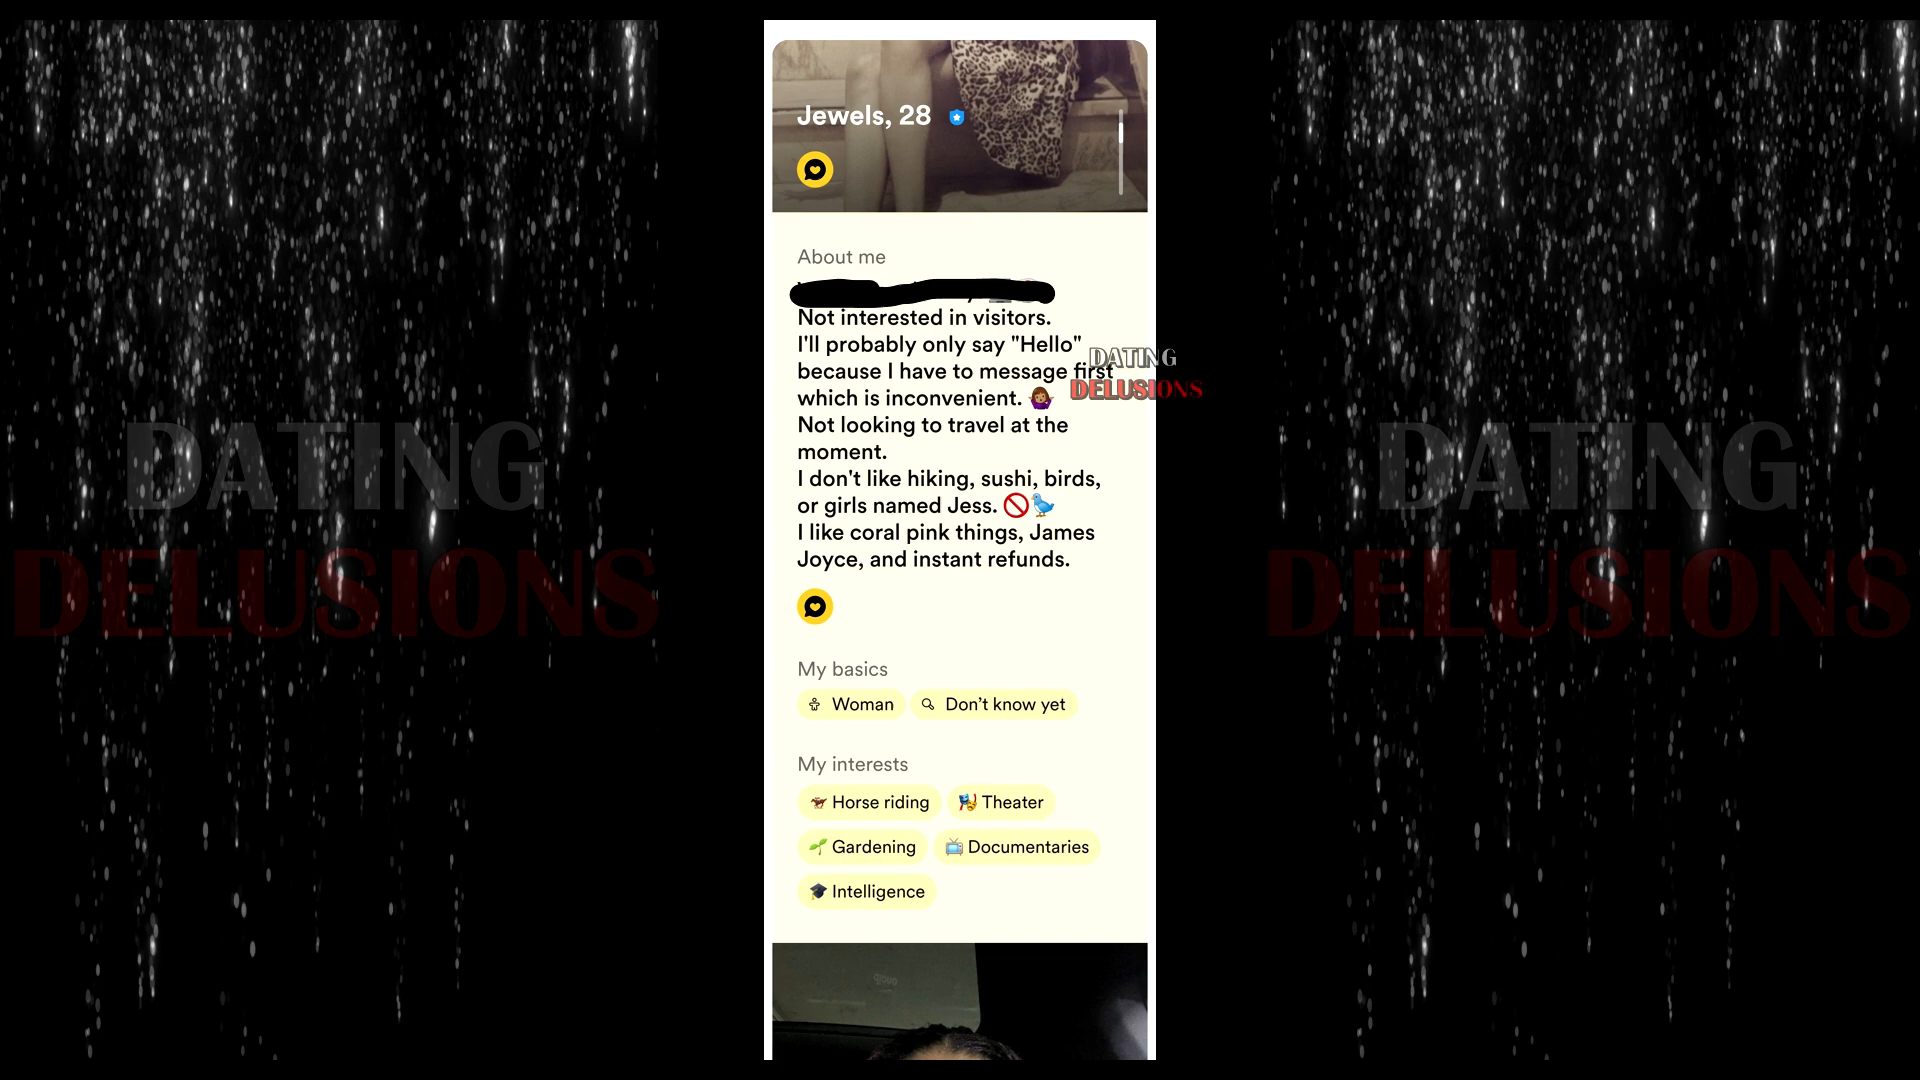 Jewels, 28
About me
Not interested in visitors.
I'll probably only say "Hello"
because I have to message first
which is inconvenient. 🤷🏽‍♀️
Not looking to travel at the
moment.
I don't like hiking, sushi, birds,
or girls named Jess. 🚫🐦
I like coral pink things, James
Joyce, and instant refunds.
My basics
Woman
Don't know yet
My interests
Horse riding
Theater
Gardening
Documentaries
Intelligence
DATING
DELUSIONS
DATING
DELUSIONS
DATING
DELUSIONS